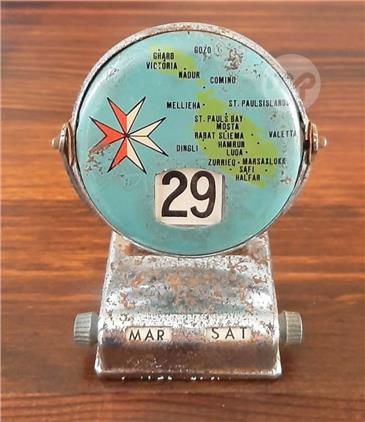 GOZO
GHARB
VICTORIA
NADUR
COMINO
MELLIEHA
ST. PAULSISLANDS
ST. PAULS BAY
MOSTA
RABAT SLIEMA
VALETTA
HAMRUN
DINGLI
LUQA
ZURRIEQ MARSAXLOKK
SAFI
HALFAR
29
MAR SAT